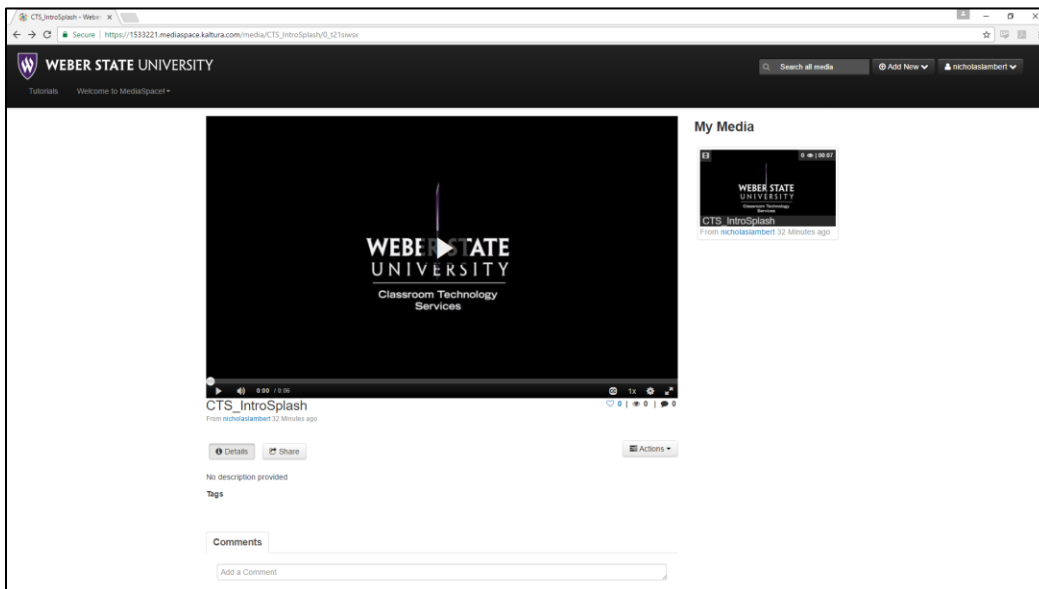 CTS_IntroSplash - Weber
Secure | https://1533221.mediaspace.kaltura.com/media/CTS_IntroSplash/0_t21siwsx
W WEBER STATE UNIVERSITY
Search all media
Add New
nicholaslambert
Tutorials Welcome to MediaSpace!
WEBER STATE
UNIVERSITY
Classroom Technology
Services
0:00 / 0:06
1x
CTS_IntroSplash
0 | 0 | 0
From nicholaslambert 32 Minutes ago
Details Share Actions
No description provided
Tags
Comments
Add a Comment
My Media
0 | 00:07
WEBER STATE
UNIVERSITY
Classroom Technology
Services
CTS_IntroSplash
From nicholaslambert 32 Minutes ago